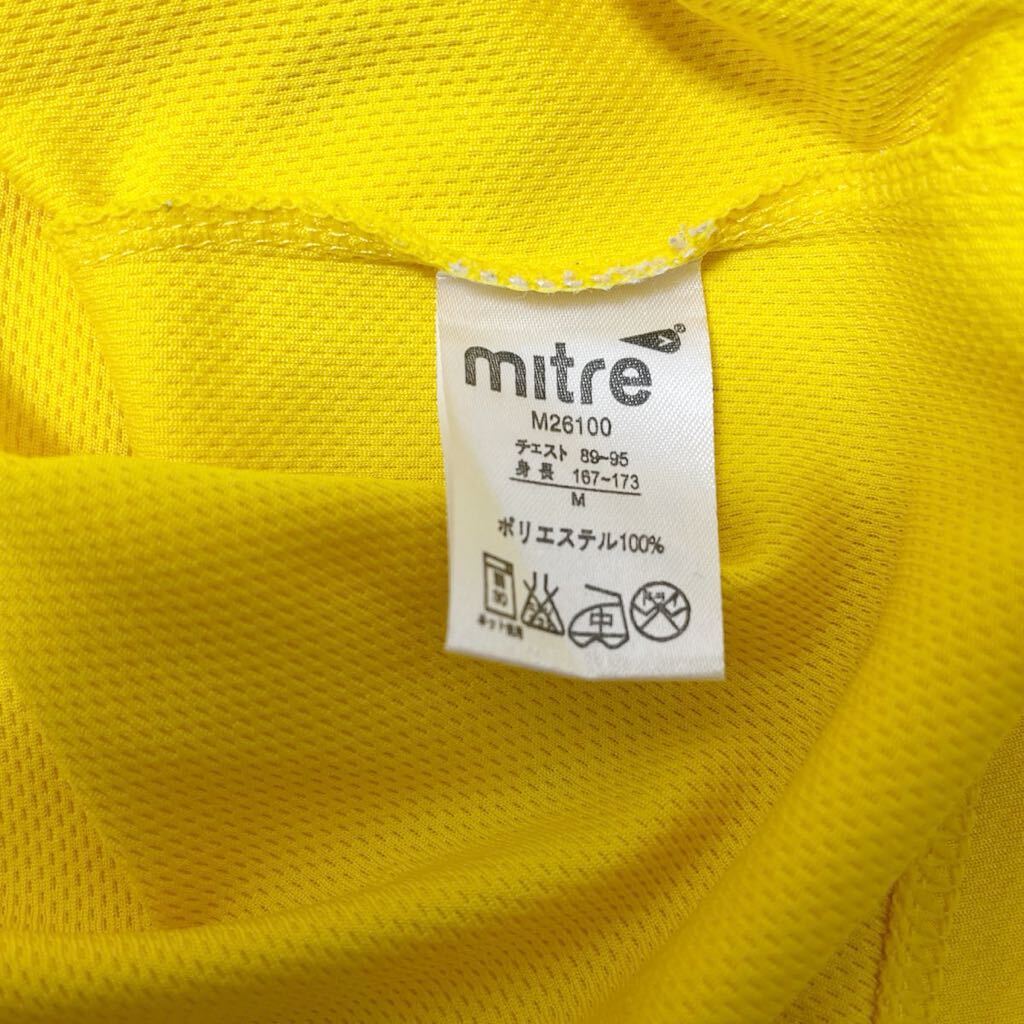 mitre®
M26100
チェスト 89~95
身長 167~173
M
ポリエステル100%
中